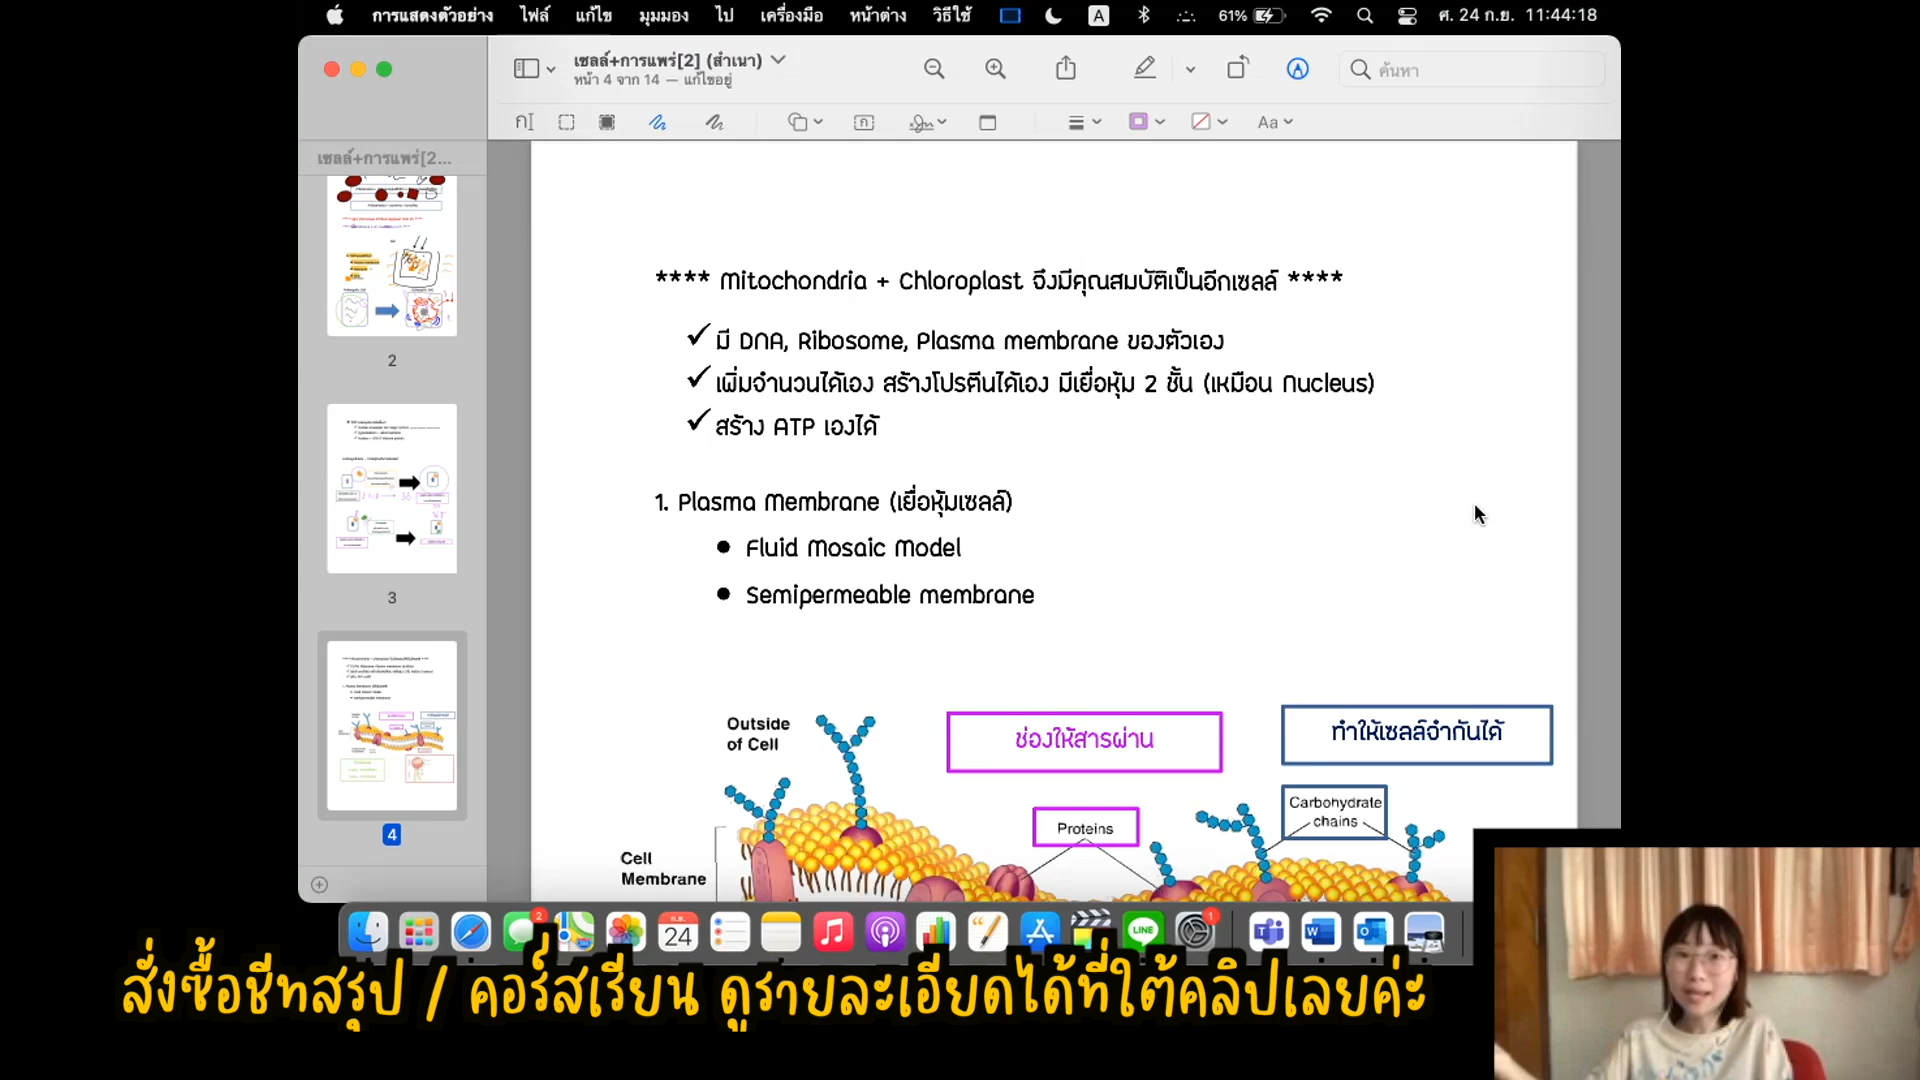 การแสดงตัวอย่าง ไฟล์ แก้ไข มุมมอง ไป เครื่องมือ หน้าต่าง วิธีใช้ A 61% ศ. 24 ก.ย. 11:44:18
เซลล์+การแพร่[2] (สำเนา)
หน้า 4 จาก 14 — แก้ไขอยู่
ค้นหา
Aa
เซลล์+การแพร่[2...
2
3
4
**** Mitochondria + Chloroplast จึงมีคุณสมบัติเป็นอีกเซลล์ ****
✓ มี DNA, Ribosome, Plasma membrane ของตัวเอง
✓ เพิ่มจำนวนได้เอง สร้างโปรตีนได้เอง มีเยื่อหุ้ม 2 ชั้น (เหมือน Nucleus)
✓ สร้าง ATP เองได้
1. Plasma Membrane (เยื่อหุ้มเซลล์)
● Fluid Mosaic Model
● Semipermeable membrane
Outside
of Cell
ช่องให้สารผ่าน
ทำให้เซลล์จำกันได้
Carbohydrate
chains
Proteins
Cell
Membrane
2
24
LINE
1
สั่งซื้อชีทสรุป / คอร์สเรียน ดูรายละเอียดได้ที่ใต้คลิปเลยค่ะ